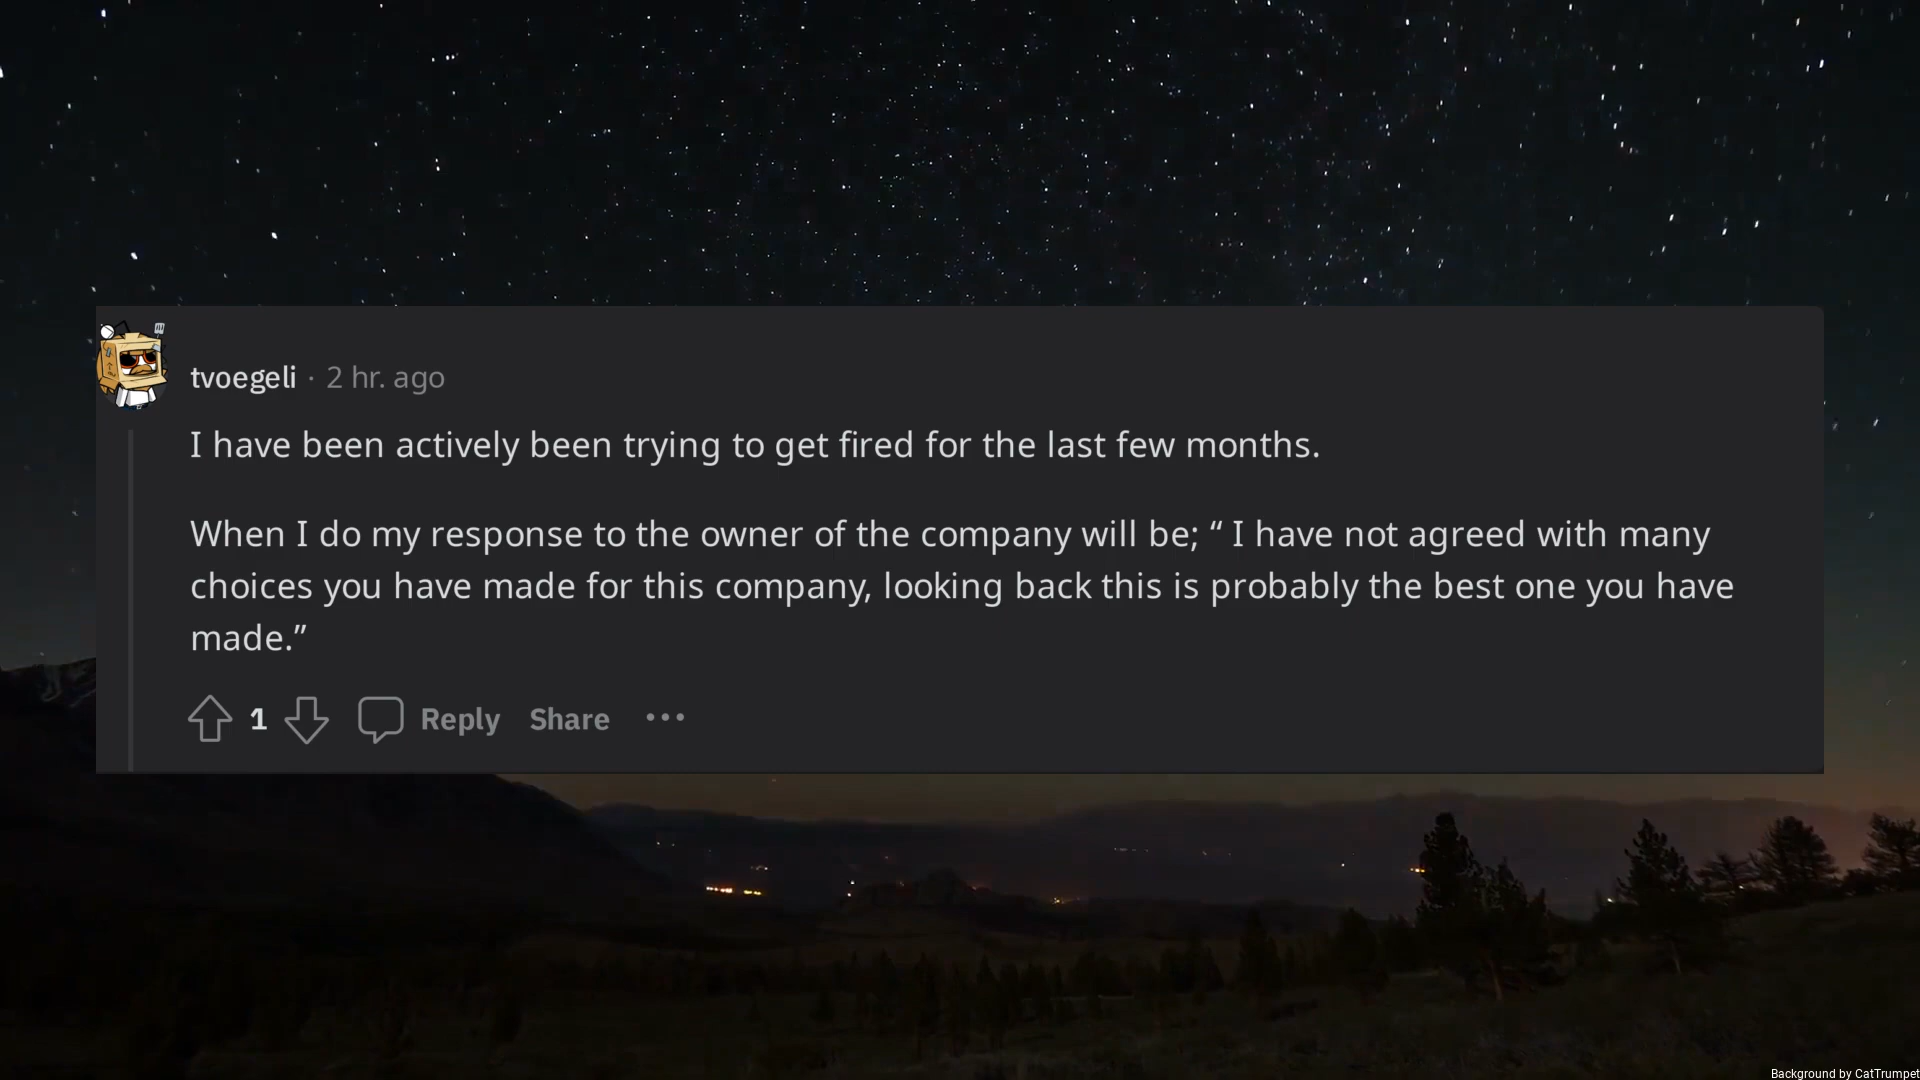 tvoegeli · 2 hr. ago
I have been actively been trying to get fired for the last few months.
When I do my response to the owner of the company will be; “ I have not agreed with many
choices you have made for this company, looking back this is probably the best one you have
made.”
1 Reply Share ···
Background by CatTrumpet